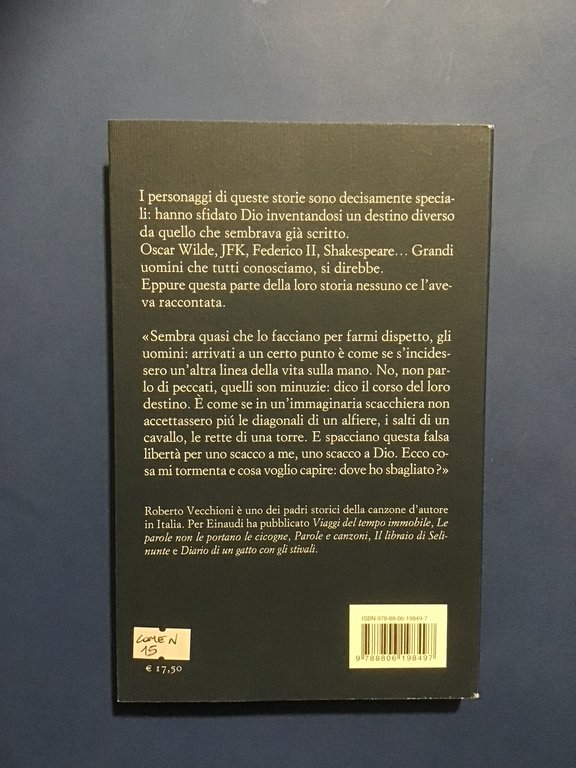 I personaggi di queste storie sono decisamente specia-
li: hanno sfidato Dio inventandosi un destino diverso
da quello che sembrava già scritto.
Oscar Wilde, JFK, Federico II, Shakespeare... Grandi
uomini che tutti conosciamo, si direbbe.
Eppure questa parte della loro storia nessuno ce l'ave-
va raccontata.
«Sembra quasi che lo facciano per farmi dispetto, gli
uomini: arrivati a un certo punto è come se s'incides-
sero un'altra linea della vita sulla mano. No, non par-
lo di peccati, quelli son minuzie: dico il corso del loro
destino. È come se in un'immaginaria scacchiera non
accettassero piú le diagonali di un alfiere, i salti di un
cavallo, le rette di una torre. E spacciano questa falsa
libertà per uno scacco a me, uno scacco a Dio. Ecco co-
sa mi tormenta e cosa voglio capire: dove ho sbagliato?»
Roberto Vecchioni è uno dei padri storici della canzone d'autore
in Italia. Per Einaudi ha pubblicato Viaggi del tempo immobile, Le
parole non le portano le cicogne, Parole e canzoni, Il libraio di Seli-
nunte e Diario di un gatto con gli stivali.
ISBN 978-88-06-19849-7
9 788806 198497
COME N
15
€ 17,50